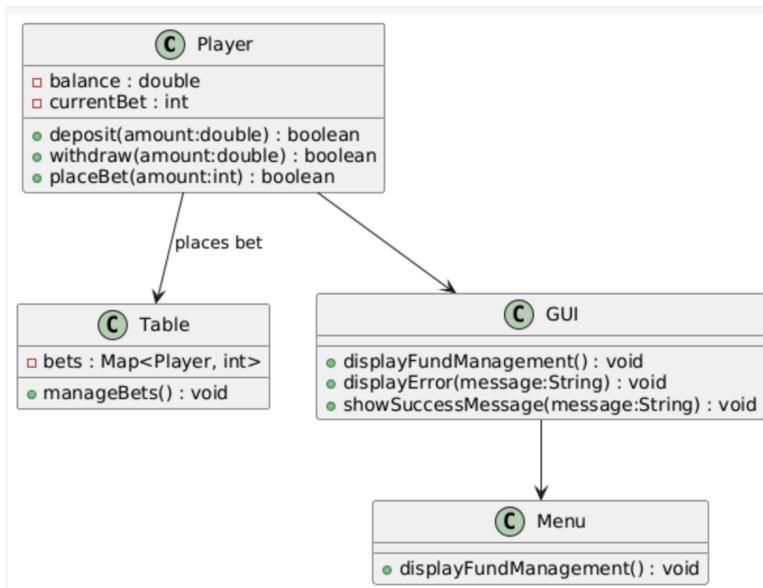 C Player
balance : double
currentBet : int
deposit(amount:double) : boolean
withdraw(amount:double) : boolean
placeBet(amount:int) : boolean
places bet
C Table
bets : Map<Player, int>
manageBets() : void
C GUI
displayFundManagement() : void
displayError(message:String) : void
showSuccessMessage(message:String) : void
C Menu
displayFundManagement() : void